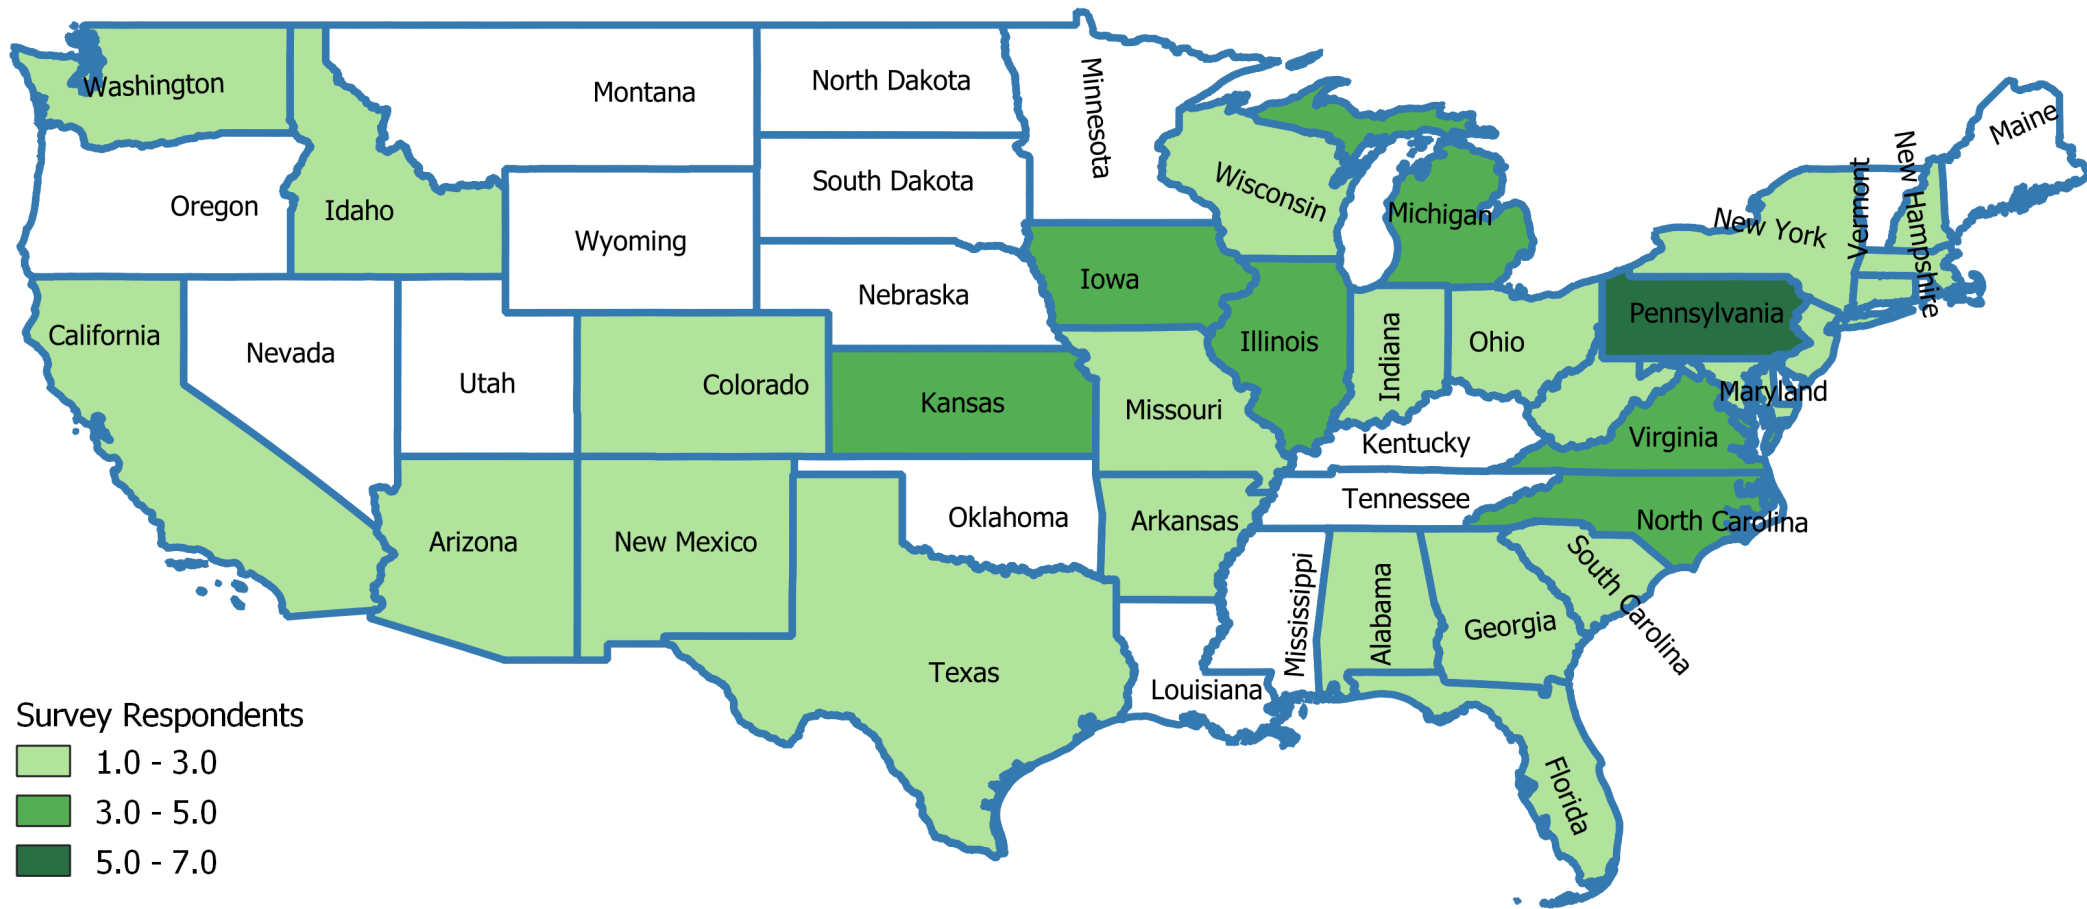 Washington
Montana
North Dakota
Minnesota
Maine
Oregon
Idaho
Wyoming
South Dakota
Wisconsin
Michigan
New York
Vermont
New Hampshire
California
Nevada
Utah
Colorado
Nebraska
Kansas
Iowa
Missouri
Illinois
Indiana
Ohio
Pennsylvania
Maryland
Virginia
Kentucky
Tennessee
North Carolina
Arizona
New Mexico
Oklahoma
Arkansas
Texas
Louisiana
Mississippi
Alabama
Georgia
South Carolina
Florida
Survey Respondents
1.0 - 3.0
3.0 - 5.0
5.0 - 7.0